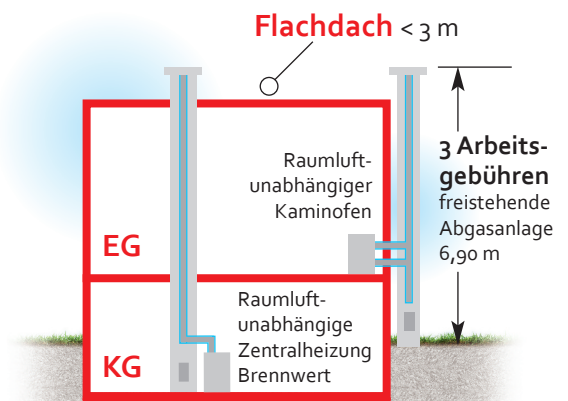 Flachdach < 3 m
3 Arbeits-
gebühren
freistehende
Abgasanlage
6,90 m
Raumluft-
unabhängiger
Kaminofen
EG
Raumluft-
unabhängige
Zentralheizung
Brennwert
KG